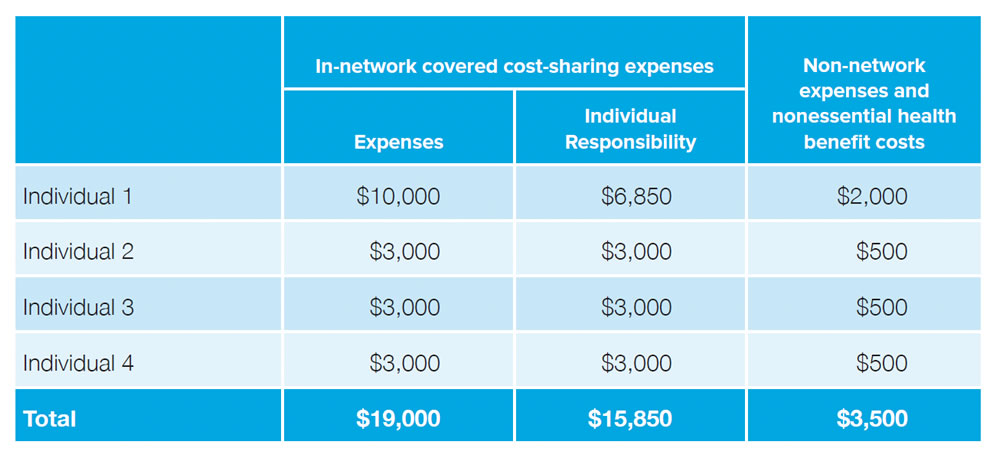 In-network covered cost-sharing expenses
Non-network
expenses and
nonessential health
benefit costs
Expenses
Individual
Responsibility
Individual 1 $10,000 $6,850 $2,000
Individual 2 $3,000 $3,000 $500
Individual 3 $3,000 $3,000 $500
Individual 4 $3,000 $3,000 $500
Total $19,000 $15,850 $3,500